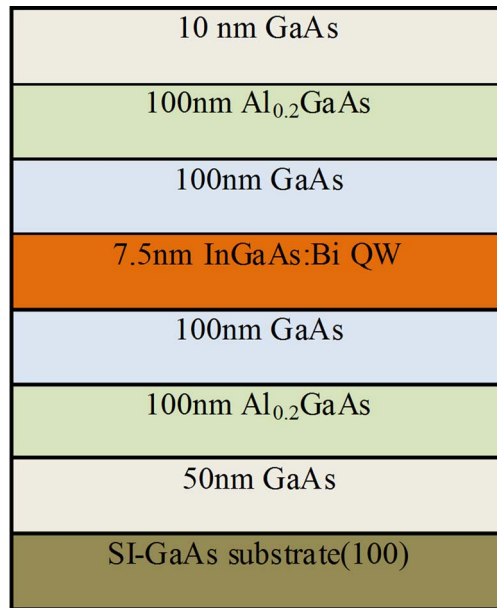 10 nm GaAs
100nm Al₀.₂GaAs
100nm GaAs
7.5nm InGaAs:Bi QW
100nm GaAs
100nm Al₀.₂GaAs
50nm GaAs
SI-GaAs substrate(100)